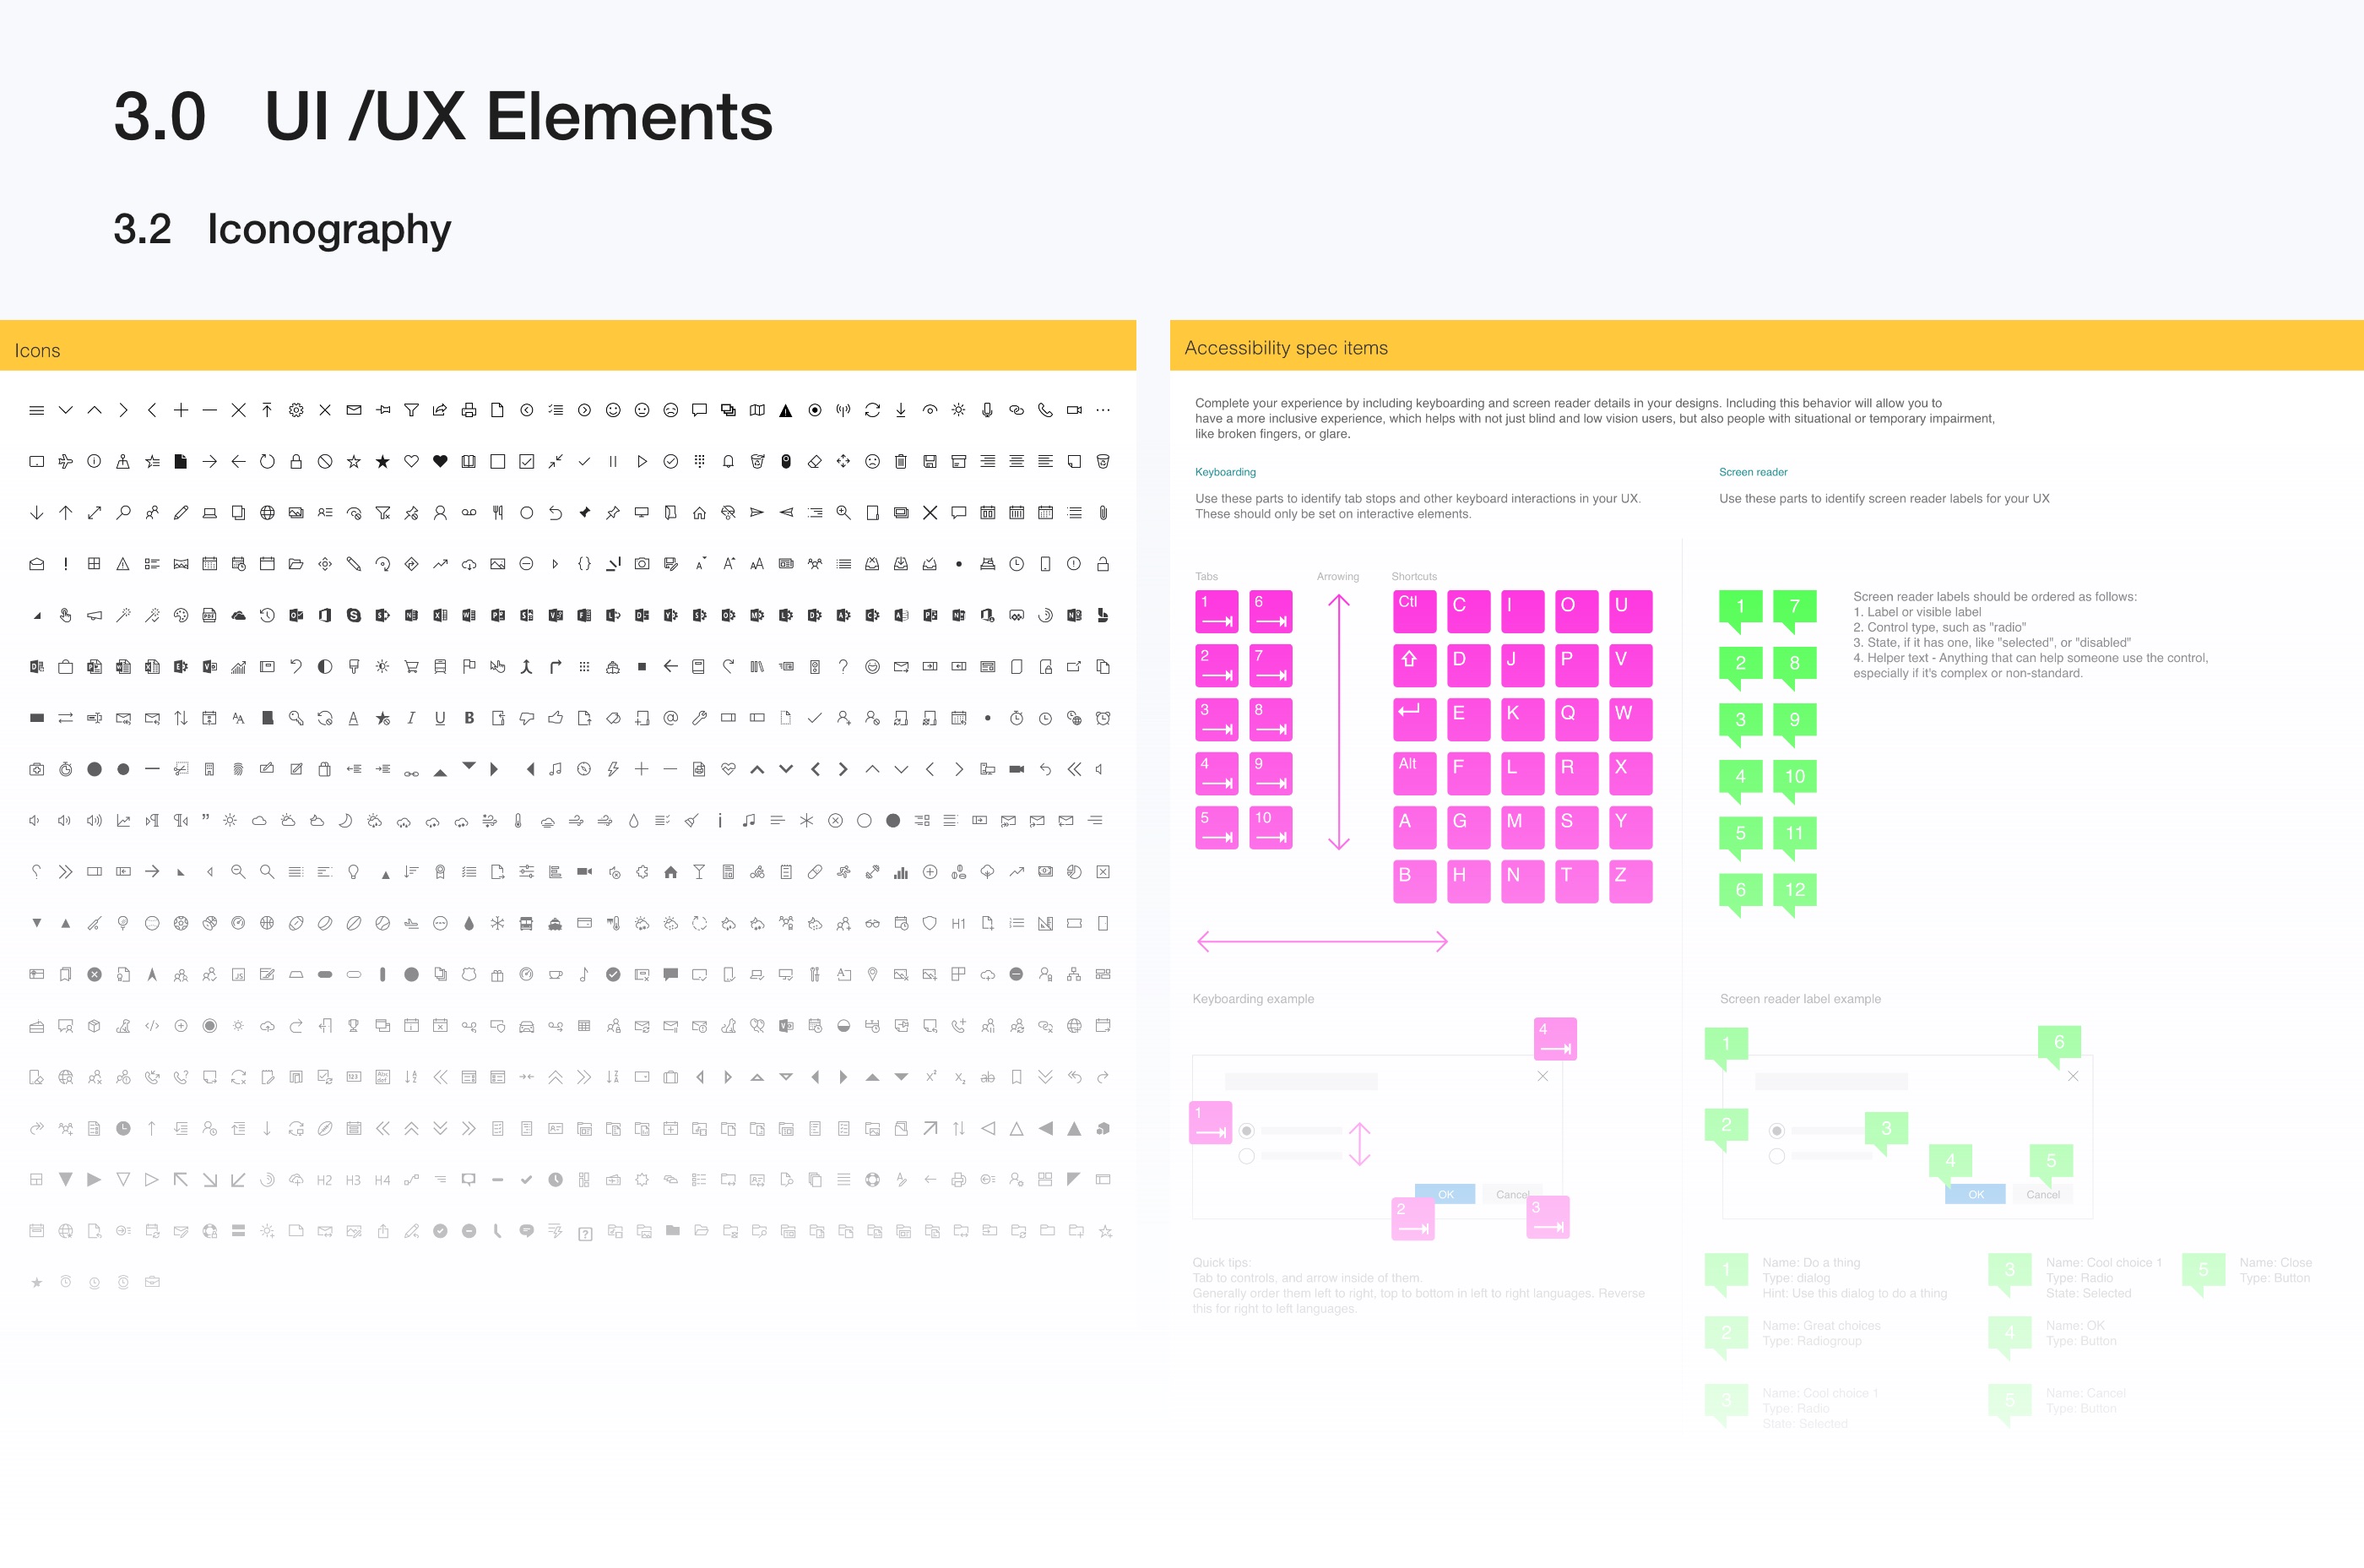 3.0 UI /UX Elements
3.2 Iconography
Icons
Accessibility spec items
Complete your experience by including keyboarding and screen reader details in your designs. Including this behavior will allow you to
have a more inclusive experience, which helps with not just blind and low vision users, but also people with situational or temporary impairment,
like broken fingers, or glare.
Keyboarding
Use these parts to identify tab stops and other keyboard interactions in your UX.
These should only be set on interactive elements.
Tabs
Arrowing
Shortcuts
1 6
2 7
3 8
4 9
5 10
Ctl C I O U
D J P V
E K Q W
Alt F L R X
A G M S Y
B H N T Z
Keyboarding example
4
1
OK
Cancel
2
3
Quick tips:
Tab to controls, and arrow inside of them.
Generally order them left to right, top to bottom in left to right languages. Reverse
this for right to left languages.
Screen reader
Use these parts to identify screen reader labels for your UX
1 7
2 8
3 9
4 10
5 11
6 12
Screen reader labels should be ordered as follows:
1. Label or visible label
2. Control type, such as "radio"
3. State, if it has one, like "selected", or "disabled"
4. Helper text - Anything that can help someone use the control,
especially if it's complex or non-standard.
Screen reader label example
1
6
2
3
4
5
OK
Cancel
1
Name: Do a thing
Type: dialog
Hint: Use this dialog to do a thing
3
Name: Cool choice 1
Type: Radio
State: Selected
5
Name: Close
Type: Button
2
Name: Great choices
Type: Radiogroup
4
Name: OK
Type: Button
3
Name: Cool choice 1
Type: Radio
State: Selected
5
Name: Cancel
Type: Button